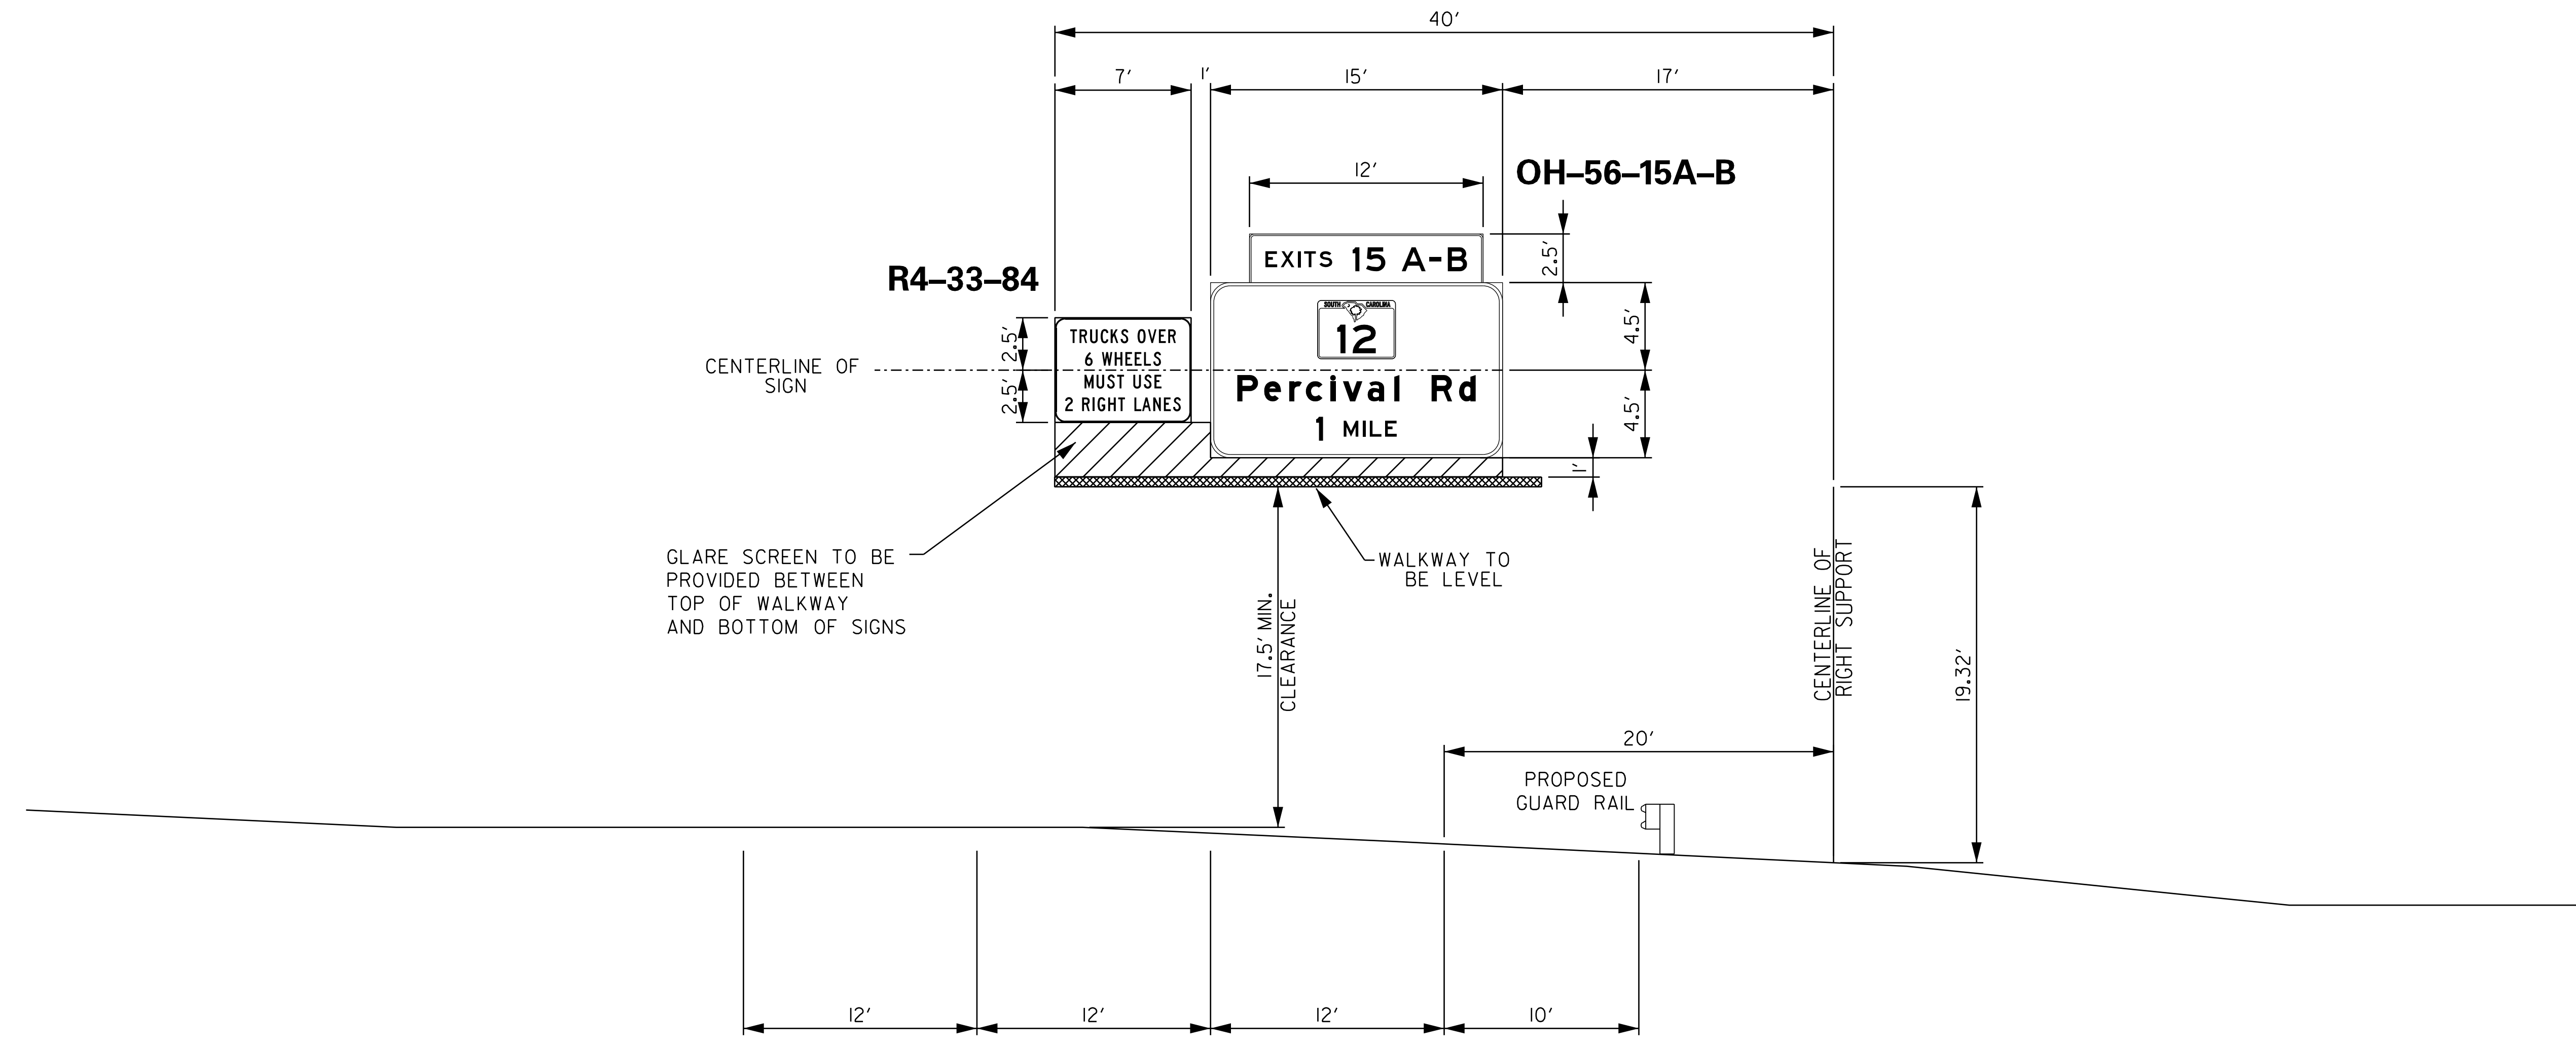 40'
7'
1'
15'
17'
12'
OH–56–15A–B
2.5'
EXITS 15 A-B
R4–33–84
SOUTH CAROLINA
12
4.5'
2.5'
TRUCKS OVER
6 WHEELS
MUST USE
2 RIGHT LANES
CENTERLINE OF
SIGN
2.5'
Percival Rd
1 MILE
4.5'
1'
GLARE SCREEN TO BE
PROVIDED BETWEEN
TOP OF WALKWAY
AND BOTTOM OF SIGNS
WALKWAY TO
BE LEVEL
17.5' MIN.
CLEARANCE
CENTERLINE OF
RIGHT SUPPORT
19.32'
20'
PROPOSED
GUARD RAIL
12'
12'
12'
10'